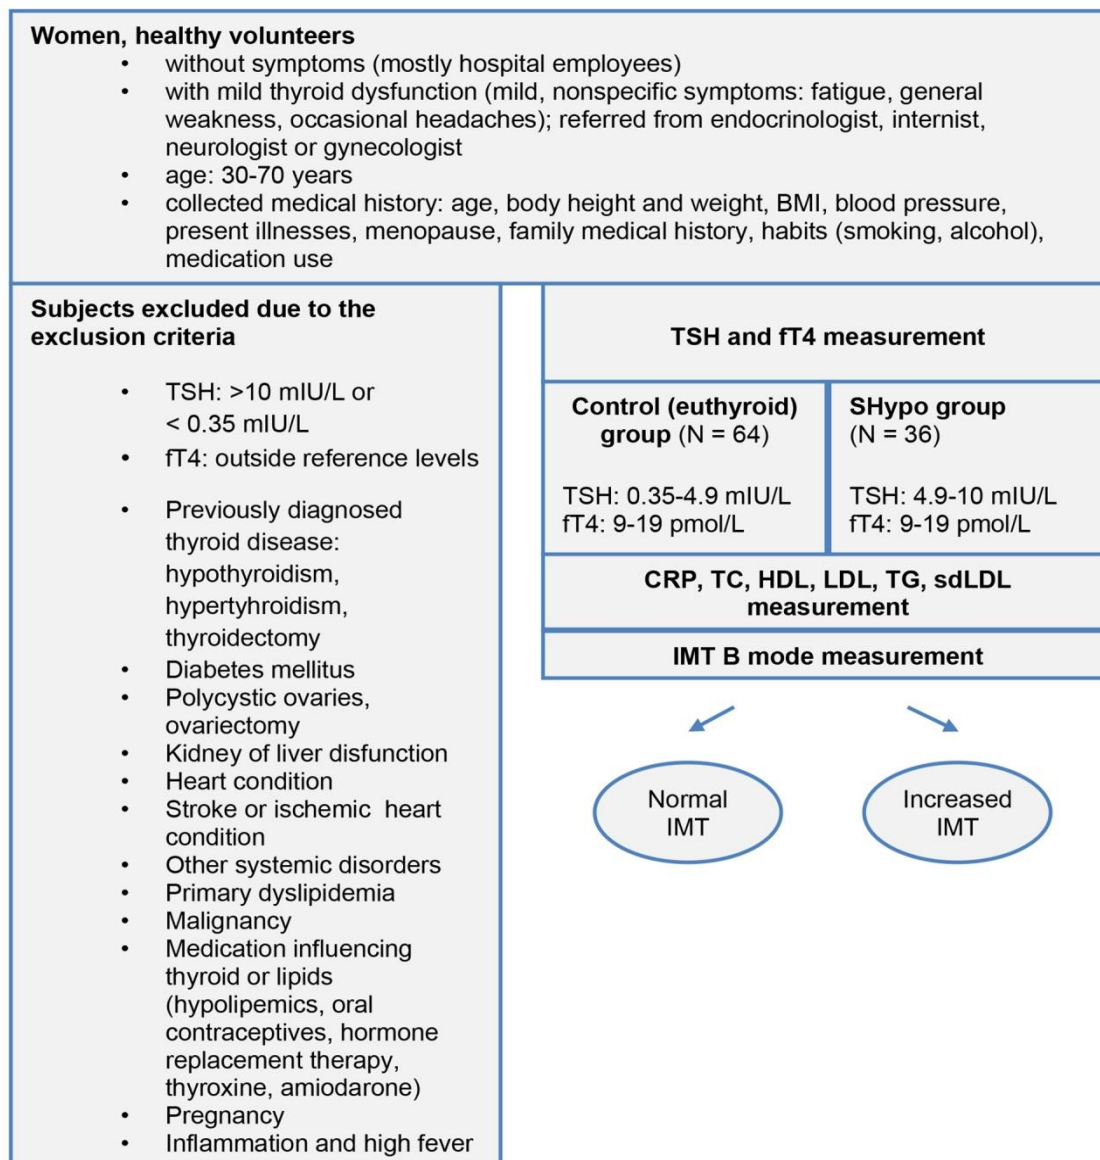 Women, healthy volunteers
• without symptoms (mostly hospital employees)
• with mild thyroid dysfunction (mild, nonspecific symptoms: fatigue, general
weakness, occasional headaches); referred from endocrinologist, internist,
neurologist or gynecologist
• age: 30-70 years
• collected medical history: age, body height and weight, BMI, blood pressure,
present illnesses, menopause, family medical history, habits (smoking, alcohol),
medication use
Subjects excluded due to the
exclusion criteria
• TSH: >10 mIU/L or
< 0.35 mIU/L
• fT4: outside reference levels
• Previously diagnosed
thyroid disease:
hypothyroidism,
hypertyhroidism,
thyroidectomy
• Diabetes mellitus
• Polycystic ovaries,
ovariectomy
• Kidney of liver disfunction
• Heart condition
• Stroke or ischemic heart
condition
• Other systemic disorders
• Primary dyslipidemia
• Malignancy
• Medication influencing
thyroid or lipids
(hypolipemics, oral
contraceptives, hormone
replacement therapy,
thyroxine, amiodarone)
• Pregnancy
• Inflammation and high fever
TSH and fT4 measurement
Control (euthyroid)
group (N = 64)
TSH: 0.35-4.9 mIU/L
fT4: 9-19 pmol/L
SHypo group
(N = 36)
TSH: 4.9-10 mIU/L
fT4: 9-19 pmol/L
CRP, TC, HDL, LDL, TG, sdLDL
measurement
IMT B mode measurement
Normal
IMT
Increased
IMT